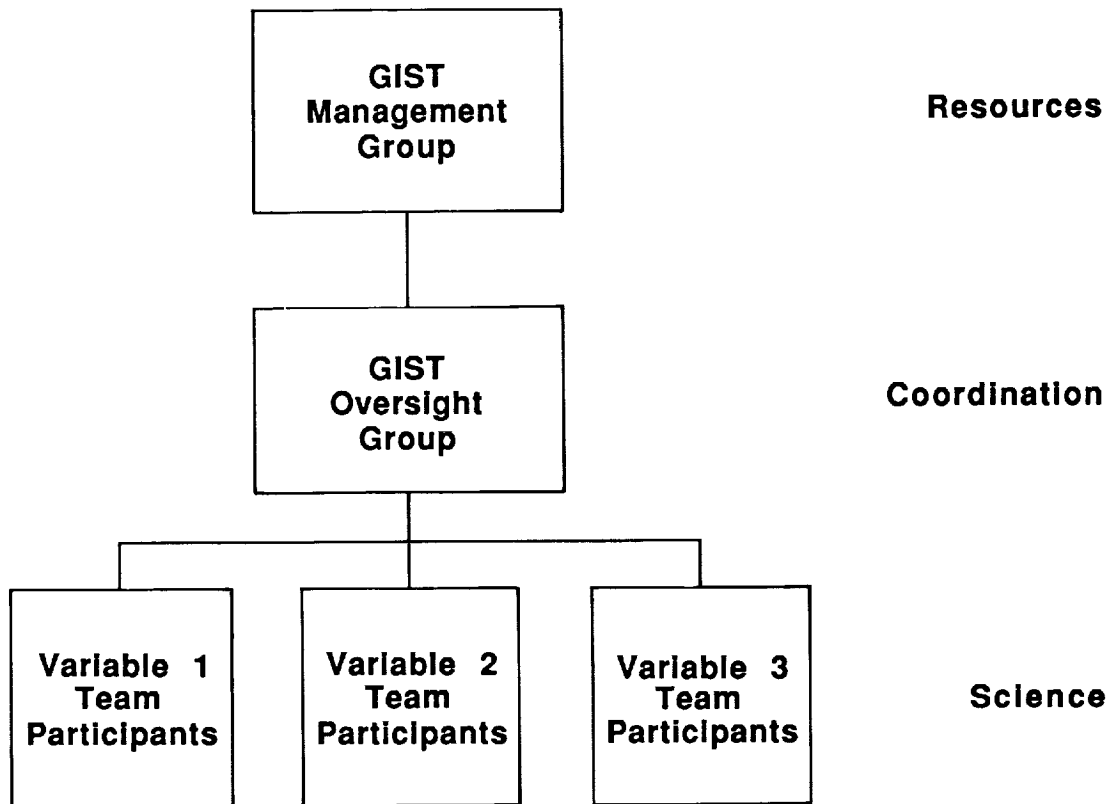 GIST
Management
Group
Resources
GIST
Oversight
Group
Coordination
Variable 1
Team
Participants
Variable 2
Team
Participants
Variable 3
Team
Participants
Science